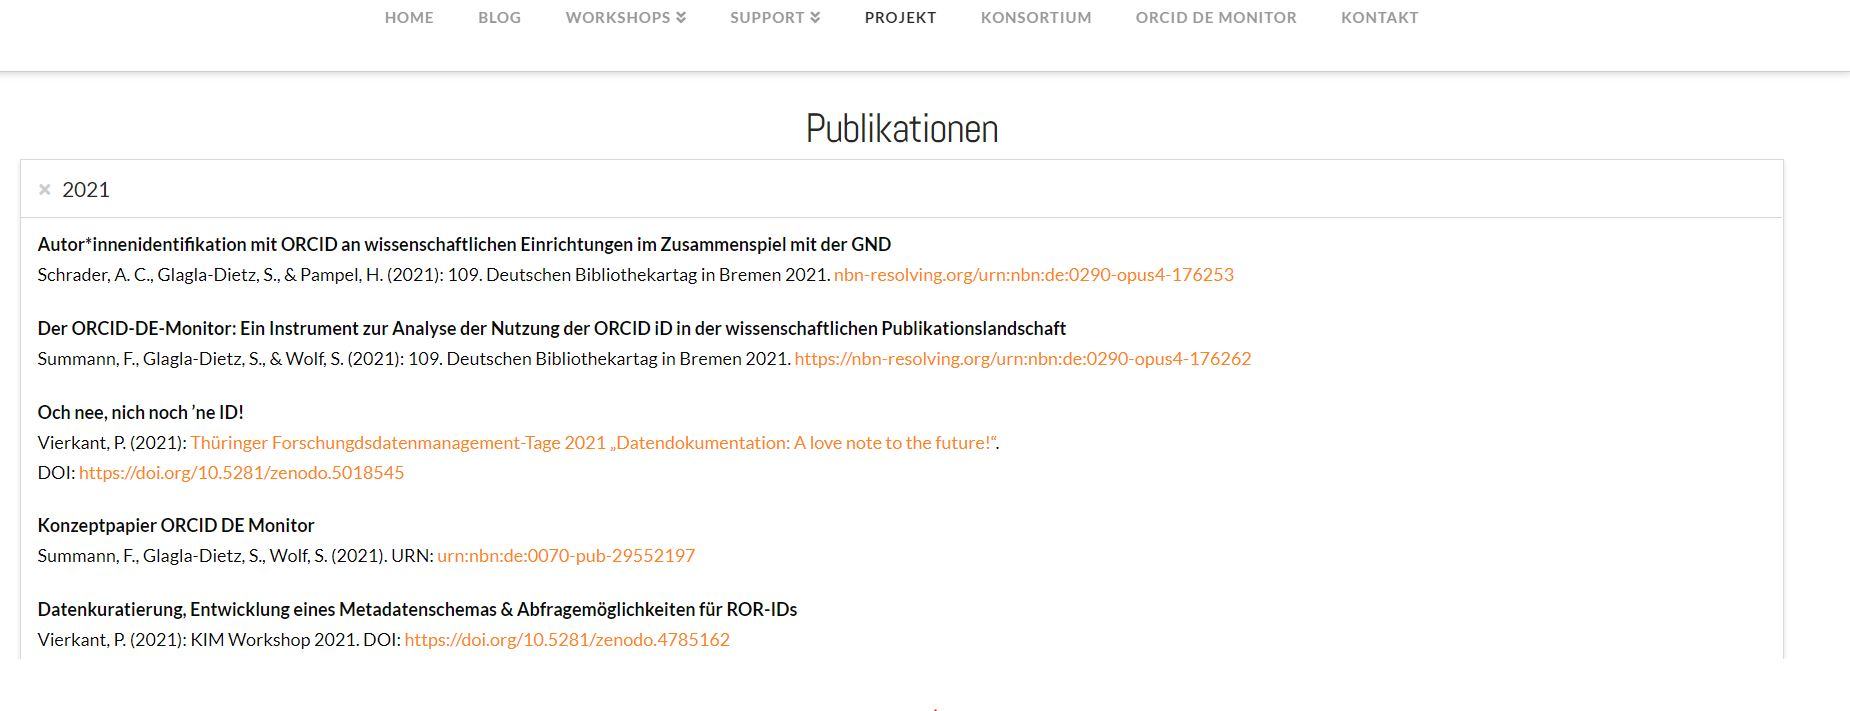 HOME BLOG WORKSHOPS SUPPORT PROJEKT KONSORTIUM ORCID DE MONITOR KONTAKT
Publikationen
2021
Autor*innenidentifikation mit ORCID an wissenschaftlichen Einrichtungen im Zusammenspiel mit der GND
Schrader, A. C., Glagla-Dietz, S., & Pampel, H. (2021): 109. Deutschen Bibliothekartag in Bremen 2021. nbn-resolving.org/urn:nbn:de:0290-opus4-176253
Der ORCID-DE-Monitor: Ein Instrument zur Analyse der Nutzung der ORCID iD in der wissenschaftlichen Publikationslandschaft
Summann, F., Glagla-Dietz, S., & Wolf, S. (2021): 109. Deutschen Bibliothekartag in Bremen 2021. https://nbn-resolving.org/urn:nbn:de:0290-opus4-176262
Och nee, nich noch ’ne ID!
Vierkant, P. (2021): Thüringer Forschungdsdatenmanagement-Tage 2021 „Datendokumentation: A love note to the future!“.
DOI: https://doi.org/10.5281/zenodo.5018545
Konzeptpapier ORCID DE Monitor
Summann, F., Glagla-Dietz, S., Wolf, S. (2021). URN: urn:nbn:de:0070-pub-29552197
Datenkuratierung, Entwicklung eines Metadatenschemas & Abfragemöglichkeiten für ROR-IDs
Vierkant, P. (2021): KIM Workshop 2021. DOI: https://doi.org/10.5281/zenodo.4785162